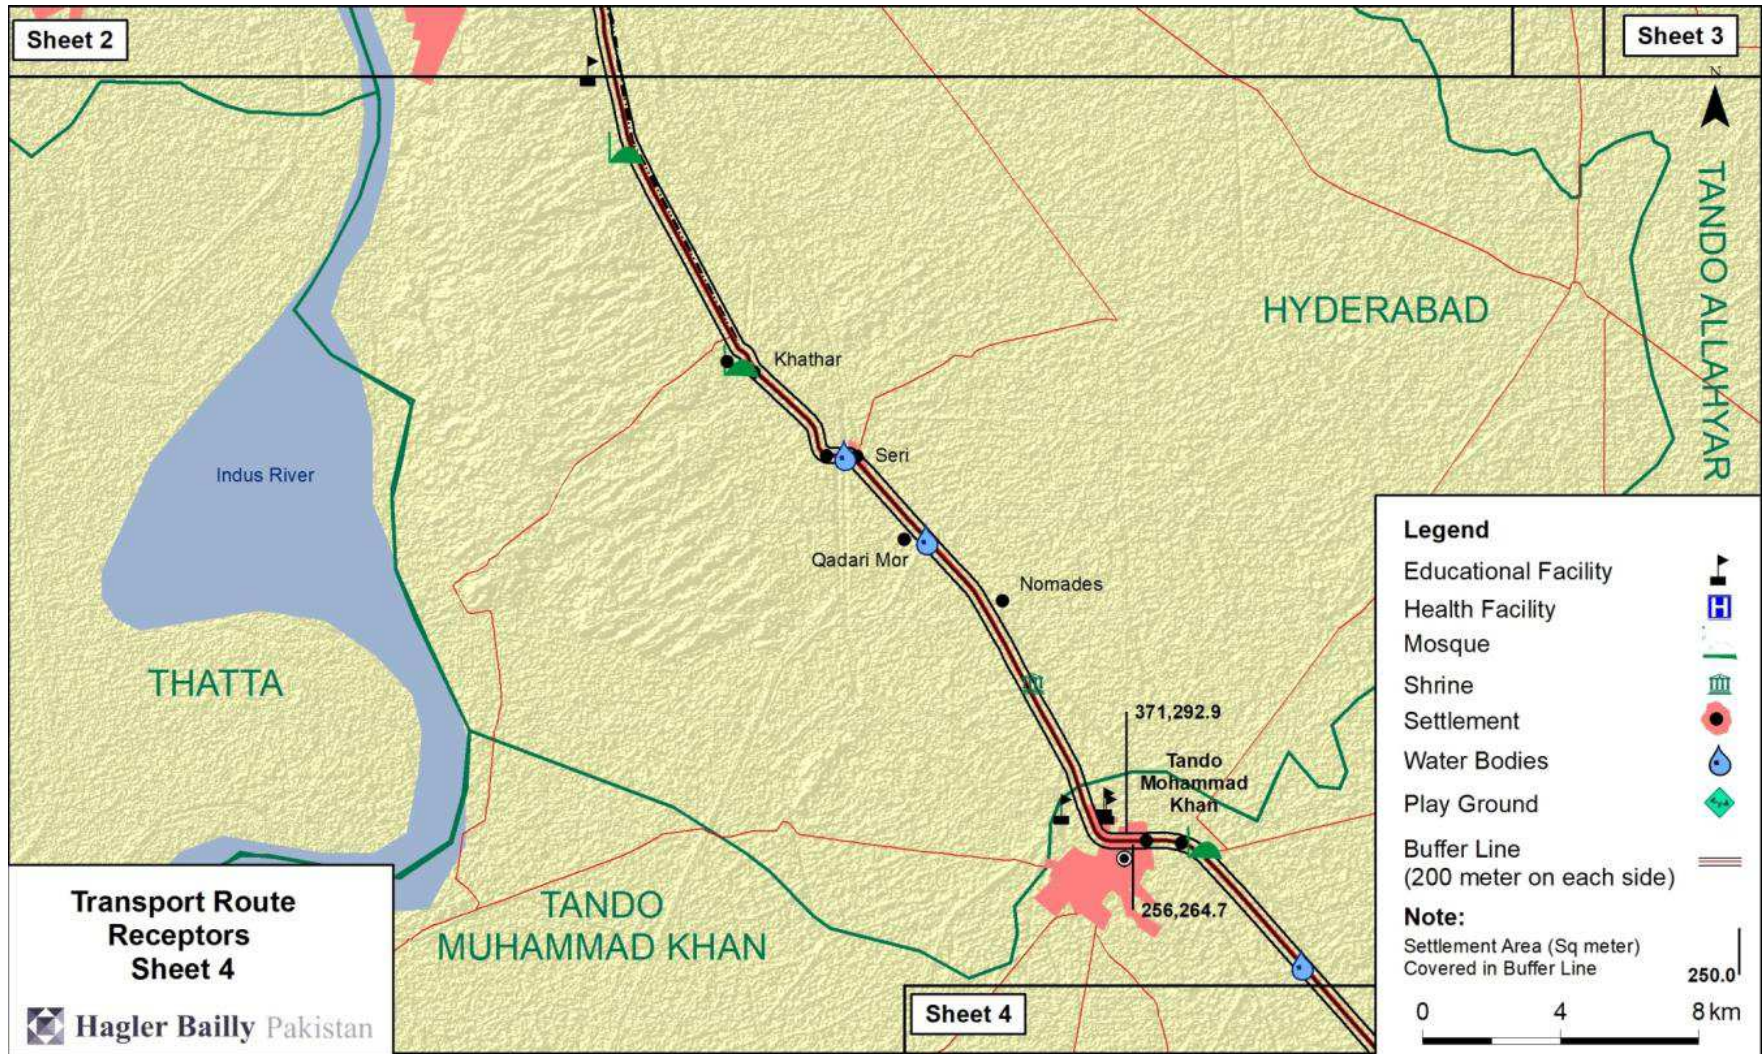 Sheet 2
Sheet 3
N
TANDO ALLAHYAR
HYDERABAD
Khathar
Seri
Indus River
Qadari Mor
Nomades
THATTA
371,292.9
Tando
Mohammad
Khan
256,264.7
TANDO
MUHAMMAD KHAN
Legend
Educational Facility
Health Facility
H
Mosque
Shrine
Settlement
Water Bodies
Play Ground
Buffer Line
(200 meter on each side)
Note:
Settlement Area (Sq meter)
Covered in Buffer Line
250.0
0 4 8 km
Transport Route
Receptors
Sheet 4
Hagler Bailly Pakistan
Sheet 4